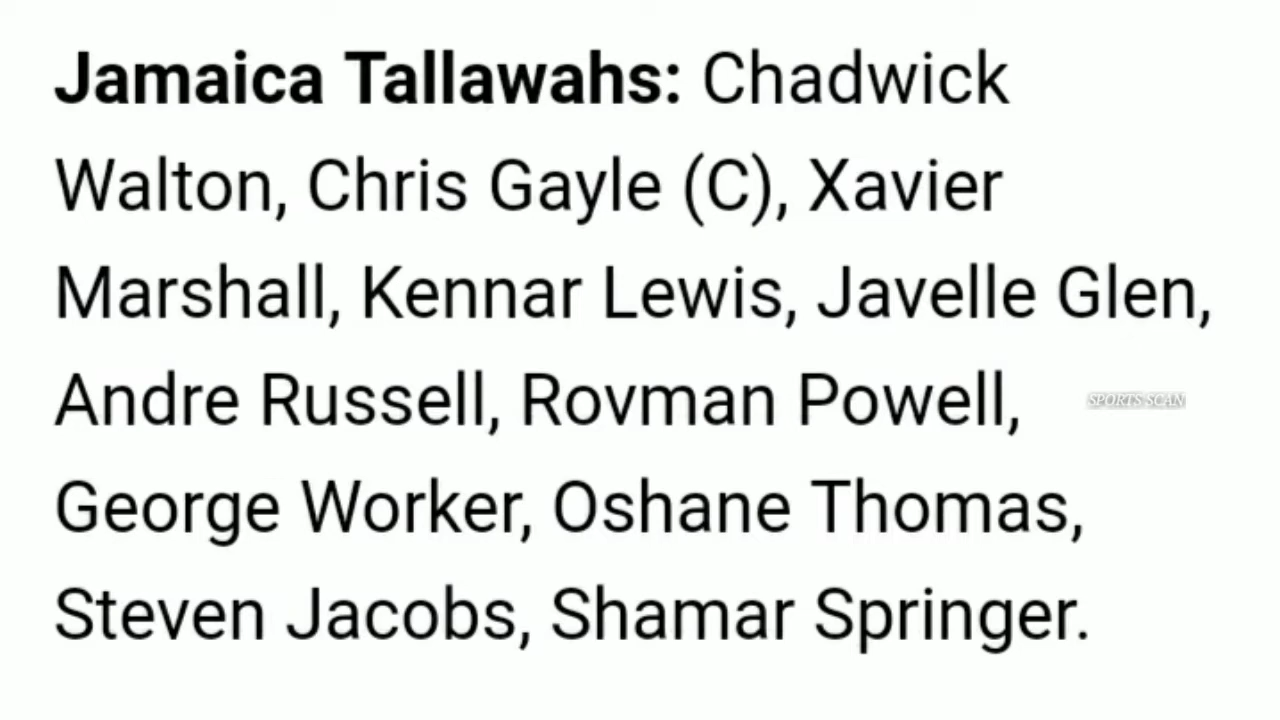 Jamaica Tallawahs: Chadwick
Walton, Chris Gayle (C), Xavier
Marshall, Kennar Lewis, Javelle Glen,
Andre Russell, Rovman Powell,
SPORTS SCAN
George Worker, Oshane Thomas,
Steven Jacobs, Shamar Springer.